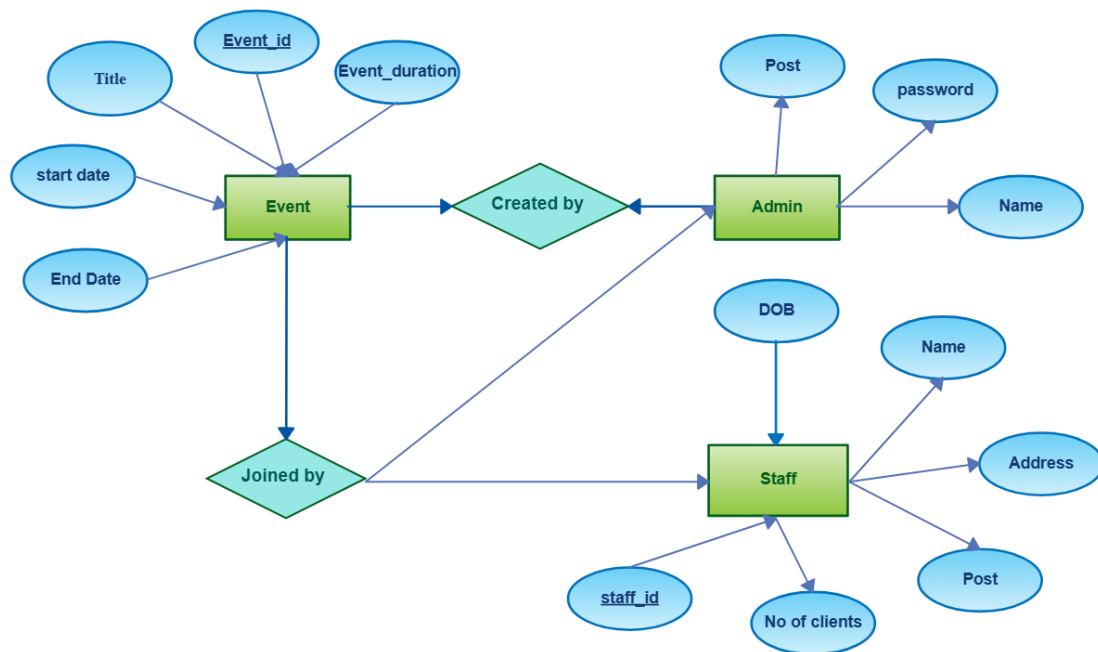 Event_id
Title
Event_duration
Post
password
start date
Event
Created by
Admin
Name
End Date
DOB
Name
Joined by
Staff
Address
Post
staff_id
No of clients